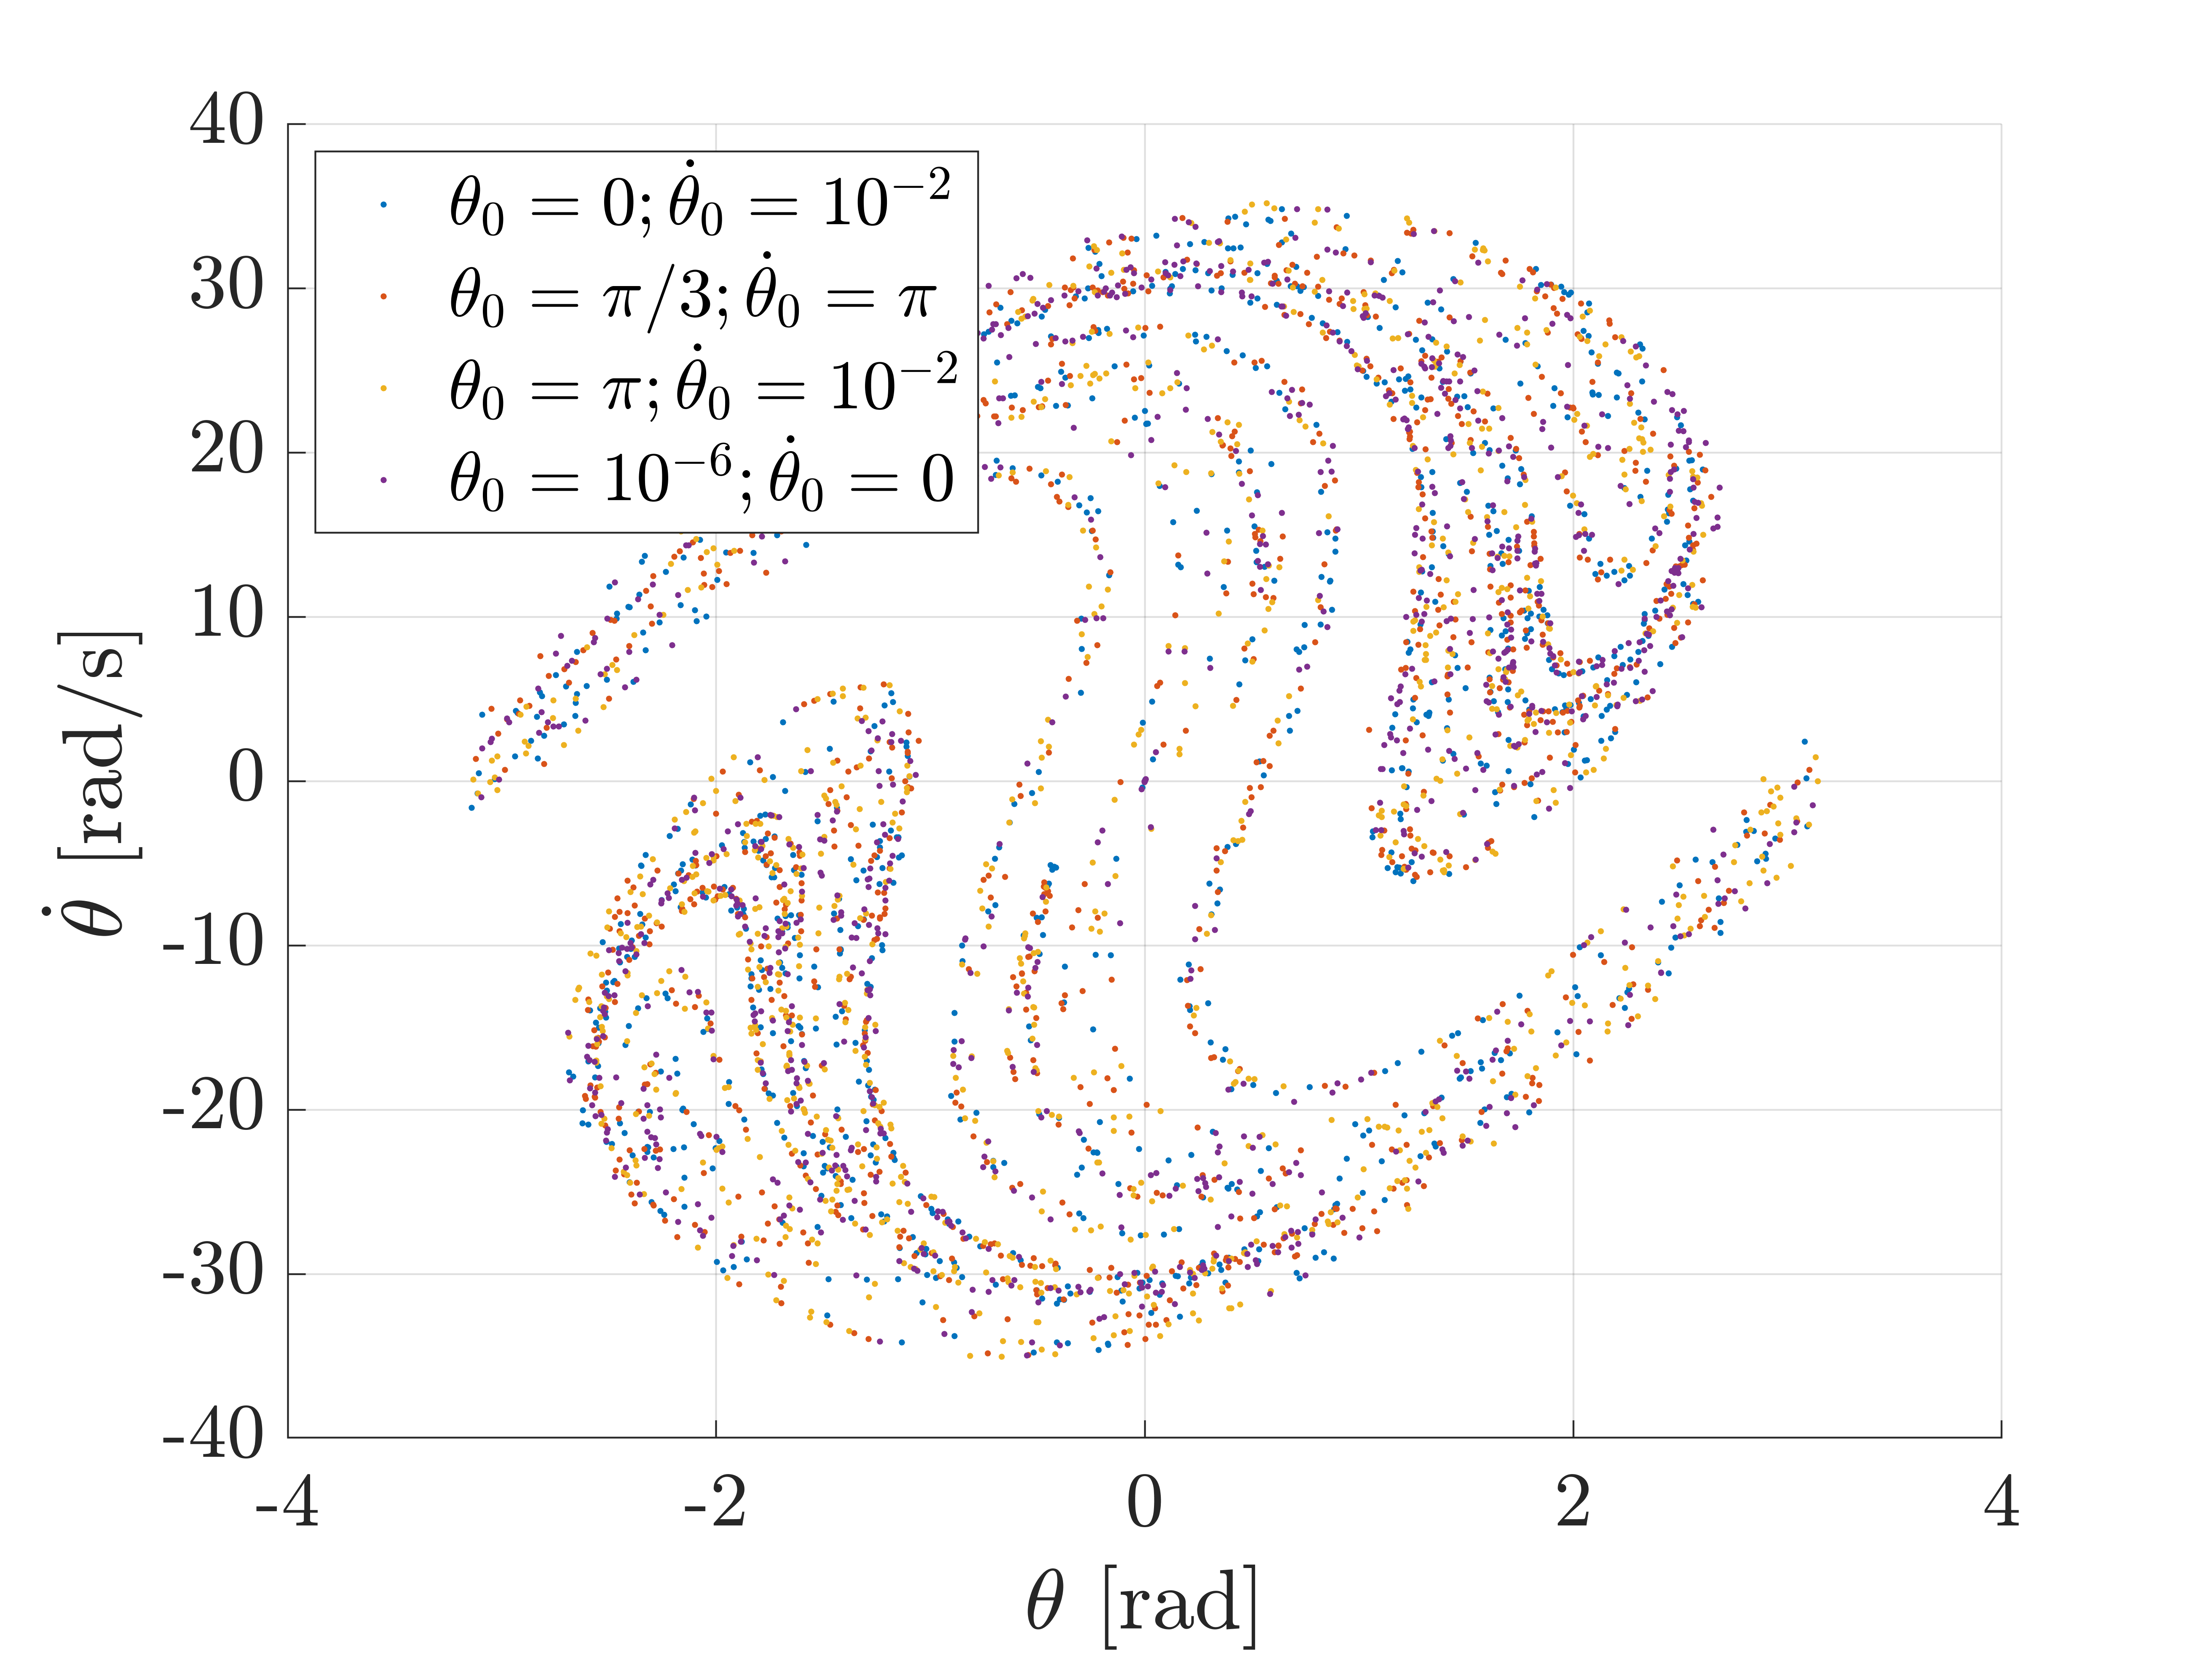 40
30
20
10
0
-10
-20
-30
-40
-4 -2 0 2 4
θ̇ [rad/s]
θ [rad]
θ₀ = 0; θ̇₀ = 10⁻²
θ₀ = π/3; θ̇₀ = π
θ₀ = π; θ̇₀ = 10⁻²
θ₀ = 10⁻⁶; θ̇₀ = 0